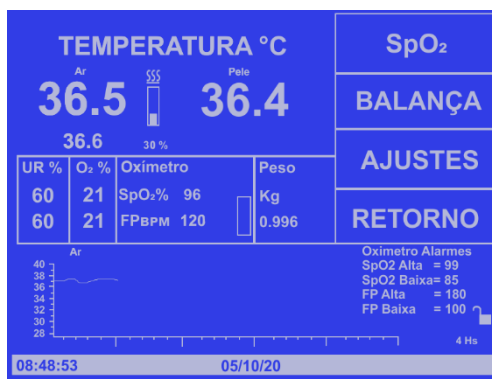 TEMPERATURA °C
Ar
Pele
36.5
36.4
36.6
30 %
SpO₂
BALANÇA
AJUSTES
RETORNO
UR %
O₂ %
Oxímetro
Peso
60
21
SpO₂% 96
Kg
60
21
FPBPM 120
0.996
Ar
40
38
36
34
32
30
28
Oximetro Alarmes
SpO2 Alta = 99
SpO2 Baixa= 85
FP Alta = 180
FP Baixa = 100
4 Hs
08:48:53
05/10/20